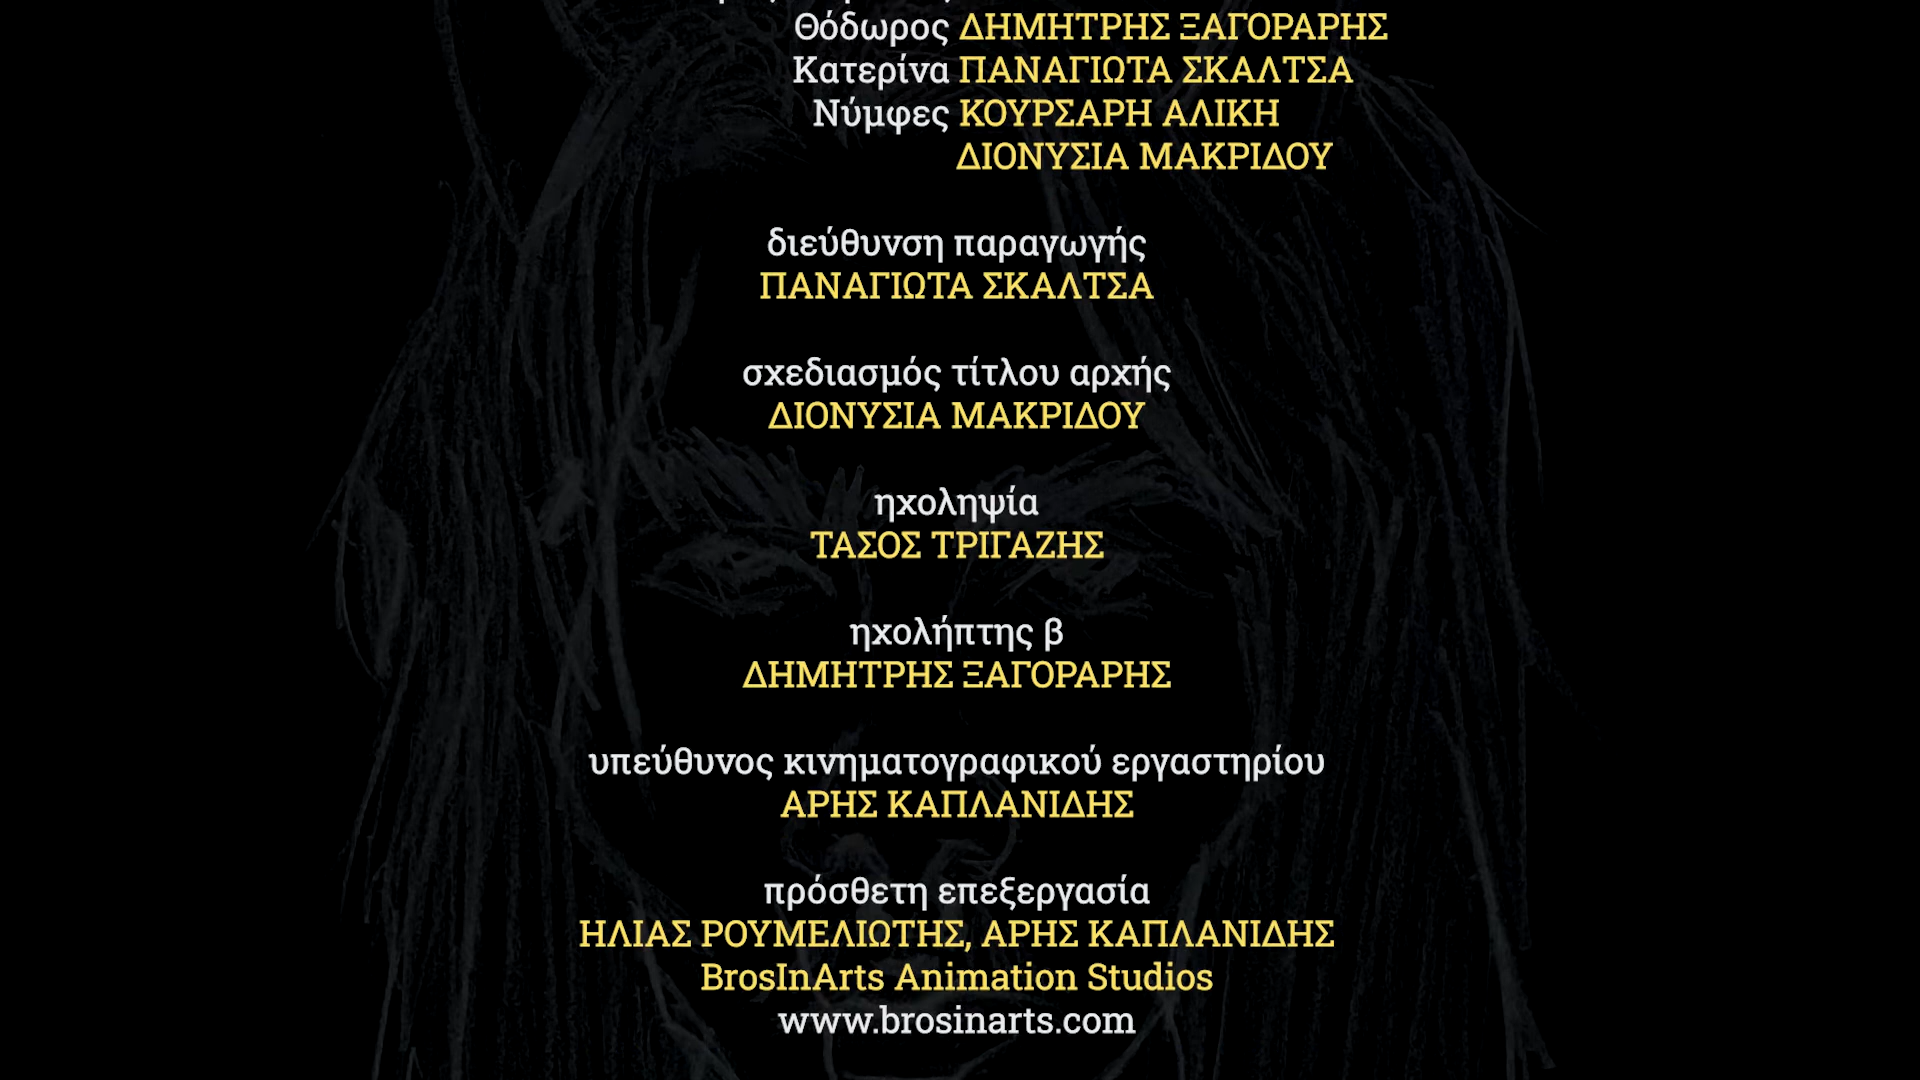 Θόδωρος ΔΗΜΗΤΡΗΣ ΞΑΓΟΡΑΡΗΣ
Κατερίνα ΠΑΝΑΓΙΩΤΑ ΣΚΑΛΤΣΑ
Νύμφες ΚΟΥΡΣΑΡΗ ΑΛΙΚΗ
ΔΙΟΝΥΣΙΑ ΜΑΚΡΙΔΟΥ
διεύθυνση παραγωγής
ΠΑΝΑΓΙΩΤΑ ΣΚΑΛΤΣΑ
σχεδιασμός τίτλου αρχής
ΔΙΟΝΥΣΙΑ ΜΑΚΡΙΔΟΥ
ηχοληψία
ΤΑΣΟΣ ΤΡΙΓΑΖΗΣ
ηχολήπτης β
ΔΗΜΗΤΡΗΣ ΞΑΓΟΡΑΡΗΣ
υπεύθυνος κινηματογραφικού εργαστηρίου
ΑΡΗΣ ΚΑΠΛΑΝΙΔΗΣ
πρόσθετη επεξεργασία
ΗΛΙΑΣ ΡΟΥΜΕΛΙΩΤΗΣ, ΑΡΗΣ ΚΑΠΛΑΝΙΔΗΣ
BrosInArts Animation Studios
www.brosinarts.com